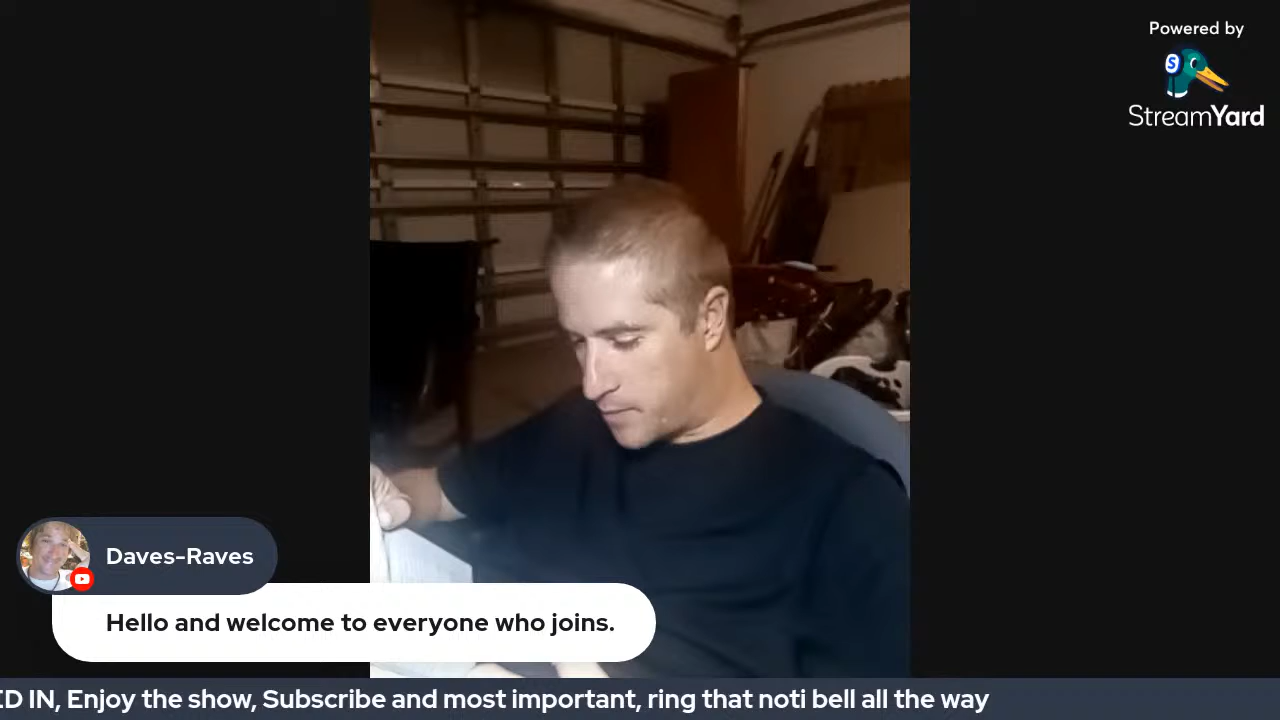 Powered by
StreamYard
Daves-Raves
Hello and welcome to everyone who joins.
ED IN, Enjoy the show, Subscribe and most important, ring that noti bell all the way